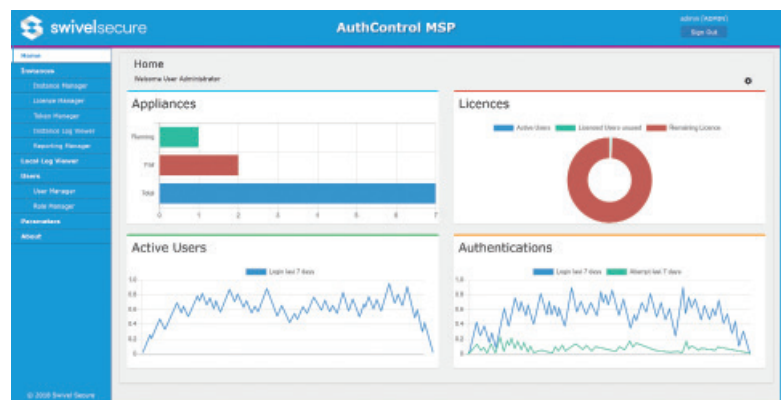 swivelsecure
AuthControl MSP
admin (ADMIN)
Sign Out
Home
Instances
Instance Manager
Licence Manager
Token Manager
Instance Log Viewer
Reporting Manager
Local Log Viewer
Users
User Manager
Role Manager
Parameters
About
© 2018 Swivel Secure
Home
Welcome User Administrator
Appliances
Running
Total
0 1 2 3 4 5 6 7
Licences
Active Users
Licensed Users unused
Remaining Licence
Active Users
Login last 7 days
1.0
0.8
0.6
0.4
0.2
0
Authentications
Login last 7 days
Attempt last 7 days
1.0
0.8
0.6
0.4
0.2
0